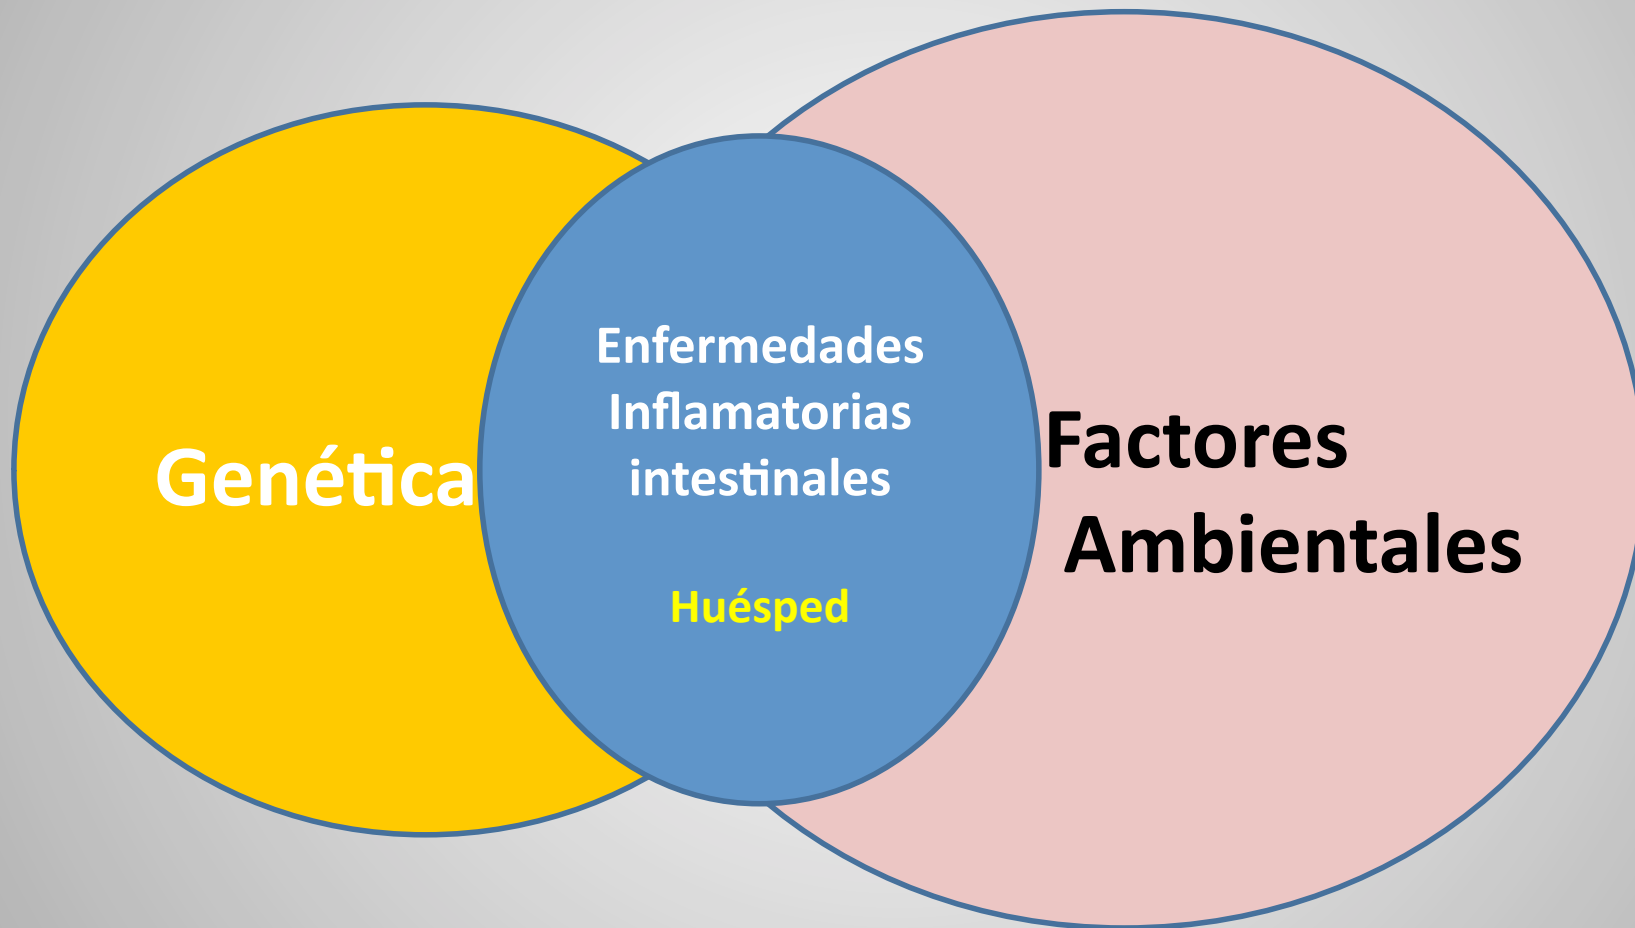 Genética
Enfermedades
Inflamatorias
intestinales
Huésped
Factores
Ambientales